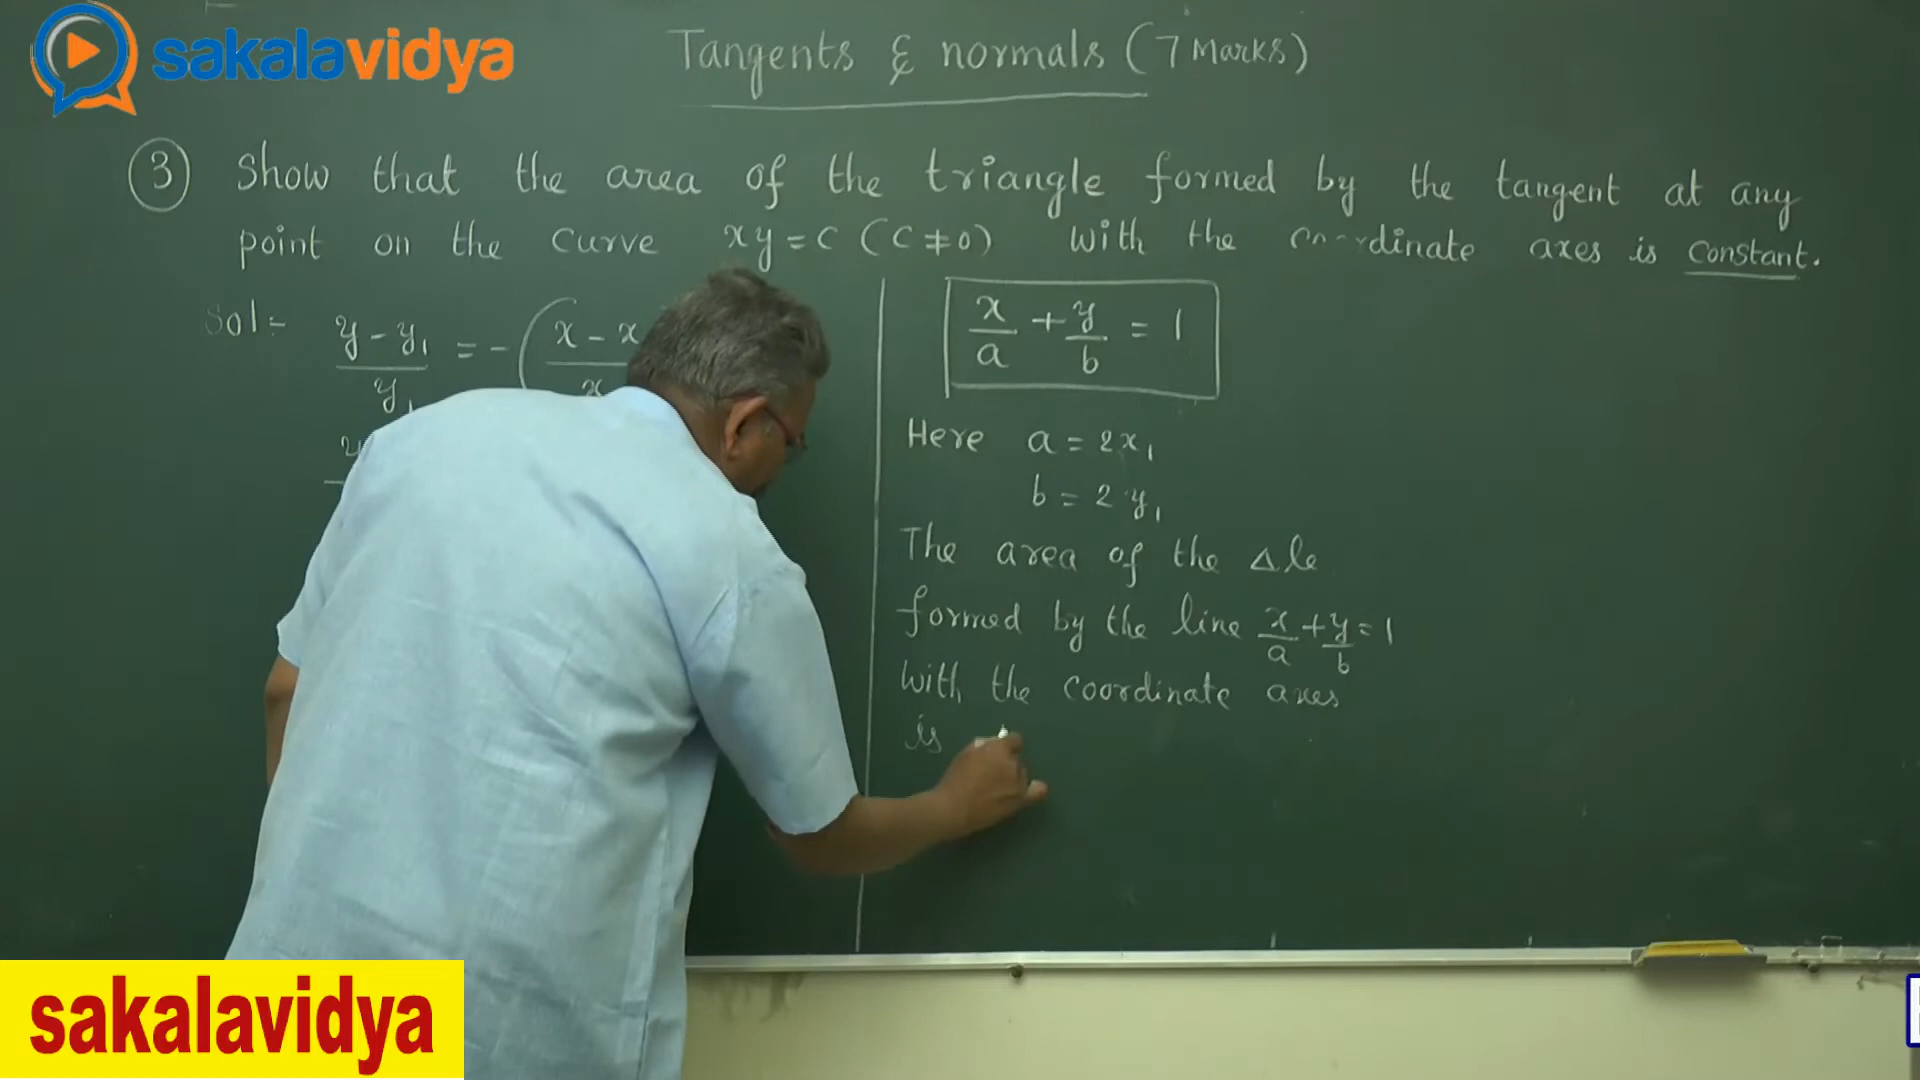 sakalavidya
Tangents & normals (7 Marks)
③ Show that the area of the triangle formed by the tangent at any
point on the curve xy = c (c ≠ 0) with the coordinate axes is constant.
Sol:-
y - y₁ / y₁ = - ( x - x
x/a + y/b = 1
Here a = 2x₁
b = 2y₁
The area of the Δle
formed by the line x/a + y/b = 1
with the coordinate axes
is
sakalavidya